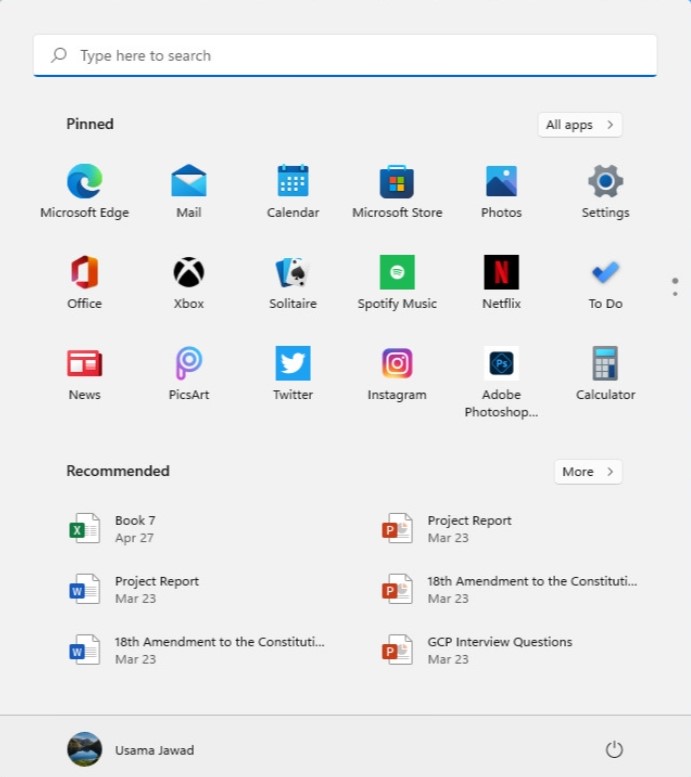 Type here to search
Pinned
All apps
Microsoft Edge
Mail
Calendar
Microsoft Store
Photos
Settings
Office
Xbox
Solitaire
Spotify Music
Netflix
To Do
News
PicsArt
Twitter
Instagram
Adobe
Photoshop...
Calculator
Recommended
More
Book 7
Apr 27
Project Report
Mar 23
Project Report
Mar 23
18th Amendment to the Constituti...
Mar 23
18th Amendment to the Constituti...
Mar 23
GCP Interview Questions
Mar 23
Usama Jawad